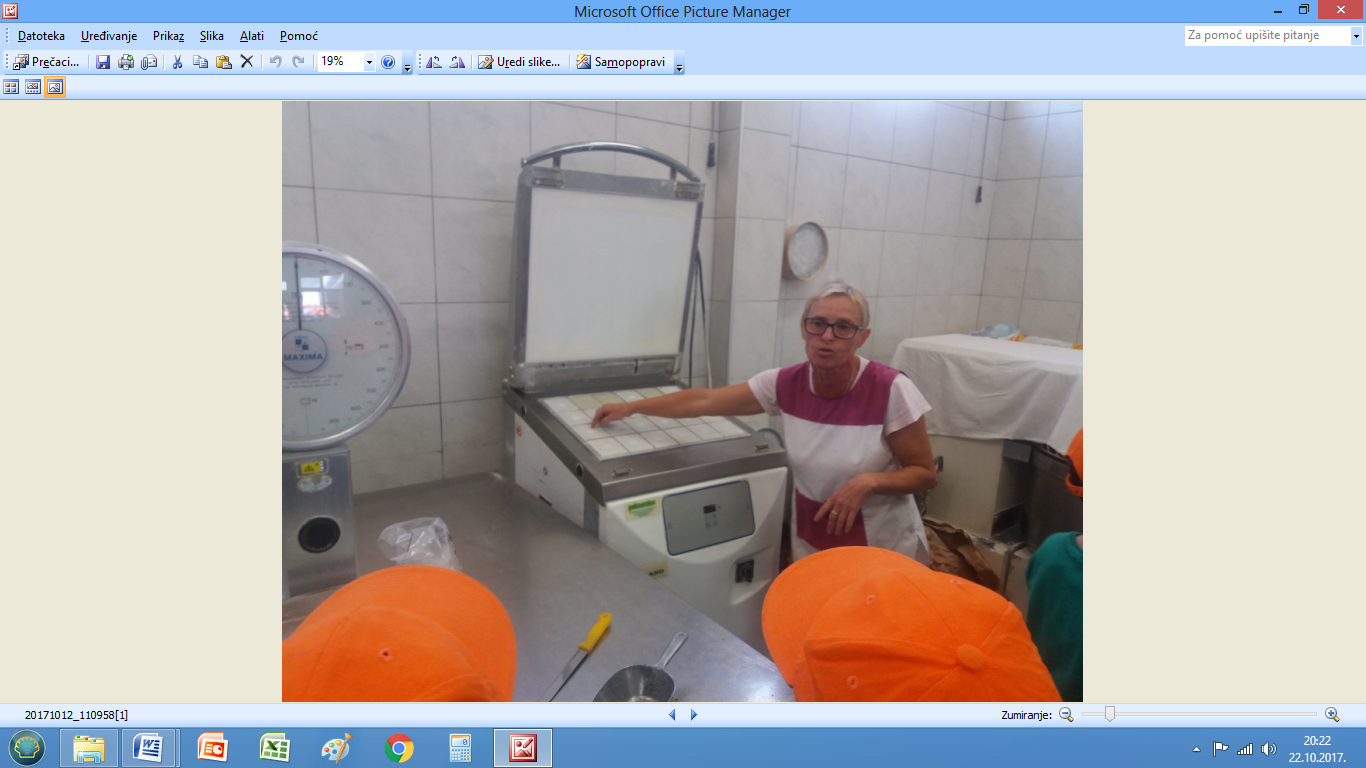 Microsoft Office Picture Manager
Datoteka Uređivanje Prikaz Slika Alati Pomoć
Za pomoć upišite pitanje
Prečaci... 19% Uredi slike... Samopopravi
MAXIMA
20171012_110958[1]
Zumiranje:
20:22
22.10.2017.